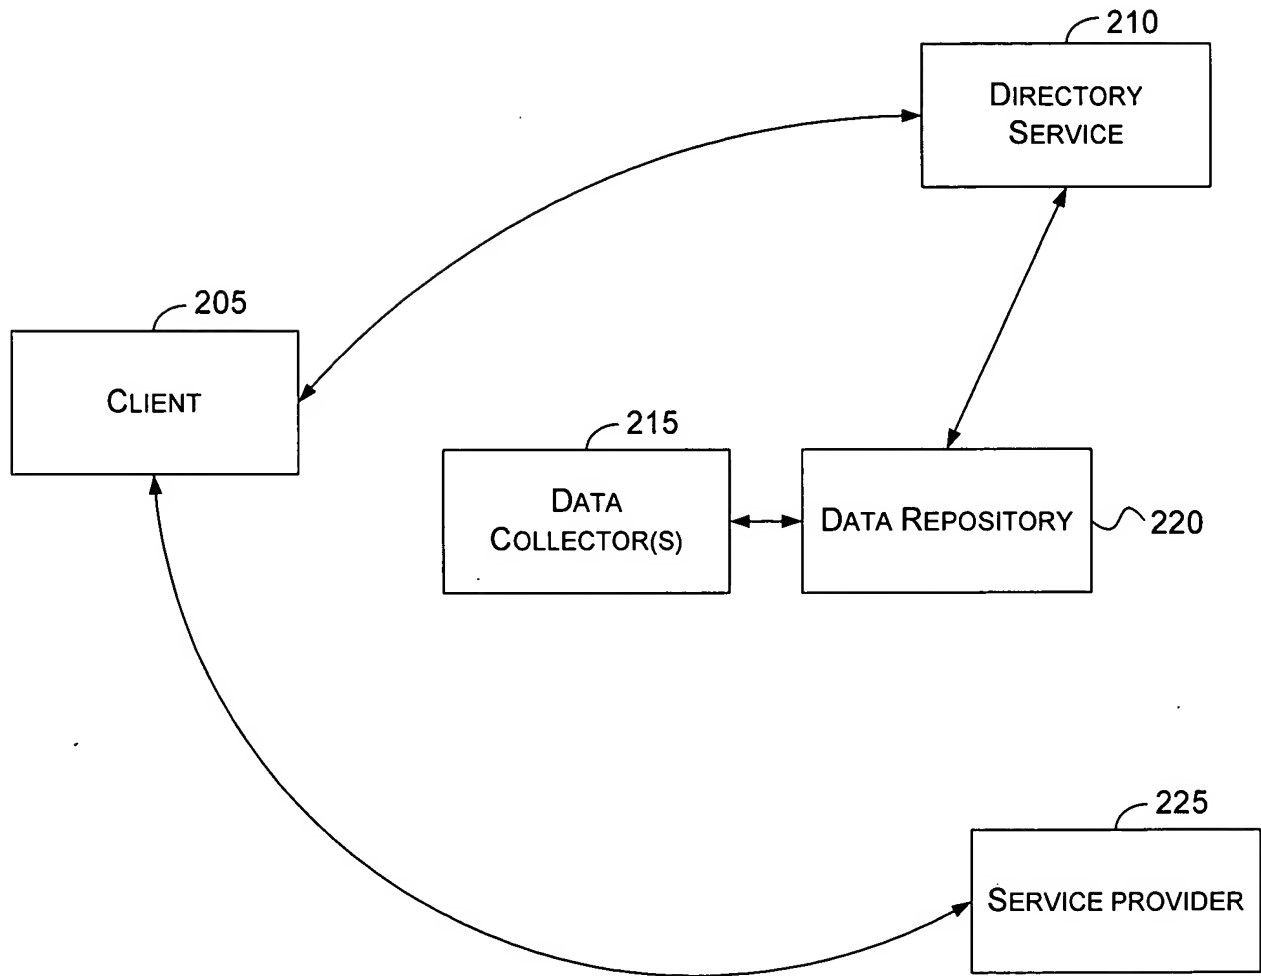 210
DIRECTORY
SERVICE
205
CLIENT
215
DATA
COLLECTOR(S)
DATA REPOSITORY
220
225
SERVICE PROVIDER